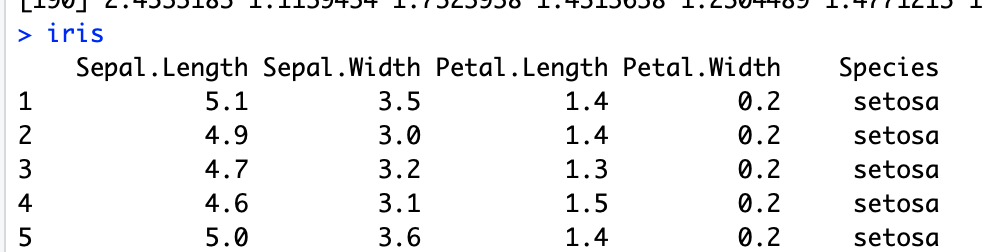 > iris
Sepal.Length Sepal.Width Petal.Length Petal.Width Species
1 5.1 3.5 1.4 0.2 setosa
2 4.9 3.0 1.4 0.2 setosa
3 4.7 3.2 1.3 0.2 setosa
4 4.6 3.1 1.5 0.2 setosa
5 5.0 3.6 1.4 0.2 setosa